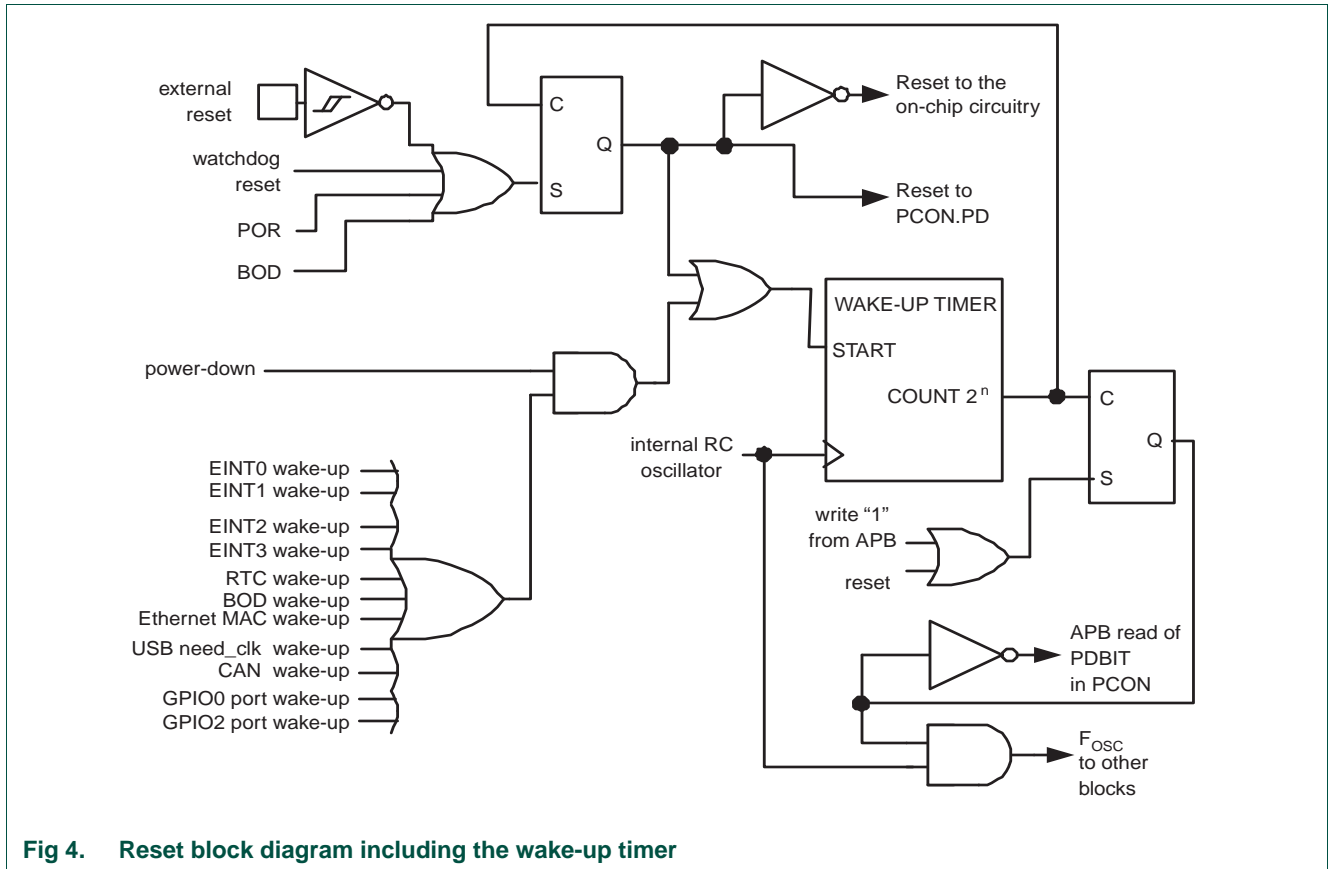 external
reset
watchdog
reset
POR
BOD
C
Q
S
Reset to the
on-chip circuitry
Reset to
PCON.PD
power-down
WAKE-UP TIMER
START
COUNT 2ⁿ
internal RC
oscillator
C
Q
S
EINT0 wake-up
EINT1 wake-up
EINT2 wake-up
EINT3 wake-up
RTC wake-up
BOD wake-up
Ethernet MAC wake-up
USB need_clk wake-up
CAN wake-up
GPIO0 port wake-up
GPIO2 port wake-up
write “1”
from APB
reset
APB read of
PDBIT
in PCON
FOSC
to other
blocks
Fig 4. Reset block diagram including the wake-up timer